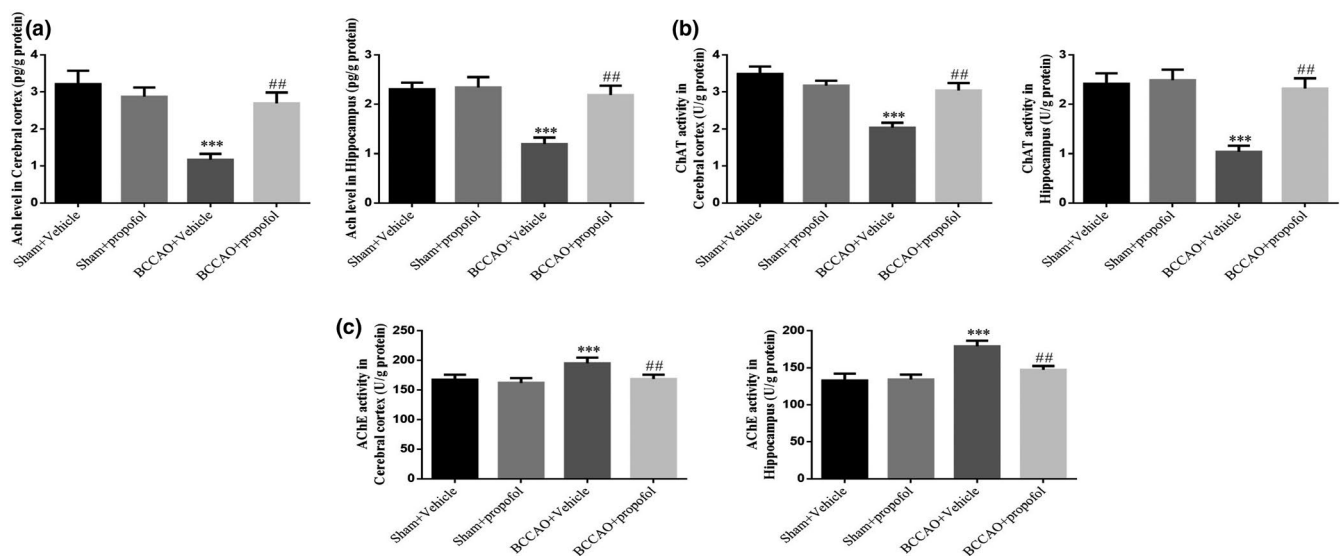 (a)
Ach level in Cerebral cortex (pg/g protein)
4
3
2
1
0
***
##
Sham+Vehicle
Sham+propofol
BCCAO+Vehicle
BCCAO+propofol
Ach level in Hippocampus (pg/g protein)
3
2
1
0
***
##
Sham+Vehicle
Sham+propofol
BCCAO+Vehicle
BCCAO+propofol
(b)
ChAT activity in
Cerebral cortex (U/g protein)
4
3
2
1
0
***
##
Sham+Vehicle
Sham+propofol
BCCAO+Vehicle
BCCAO+propofol
ChAT activity in
Hippocampus (U/g protein)
3
2
1
0
***
##
Sham+Vehicle
Sham+propofol
BCCAO+Vehicle
BCCAO+propofol
(c)
AChE activity in
Cerebral cortex (U/g protein)
250
200
150
100
50
0
***
##
Sham+Vehicle
Sham+propofol
BCCAO+Vehicle
BCCAO+propofol
AChE activity in
Hippocampus (U/g protein)
200
150
100
50
0
***
##
Sham+Vehicle
Sham+propofol
BCCAO+Vehicle
BCCAO+propofol